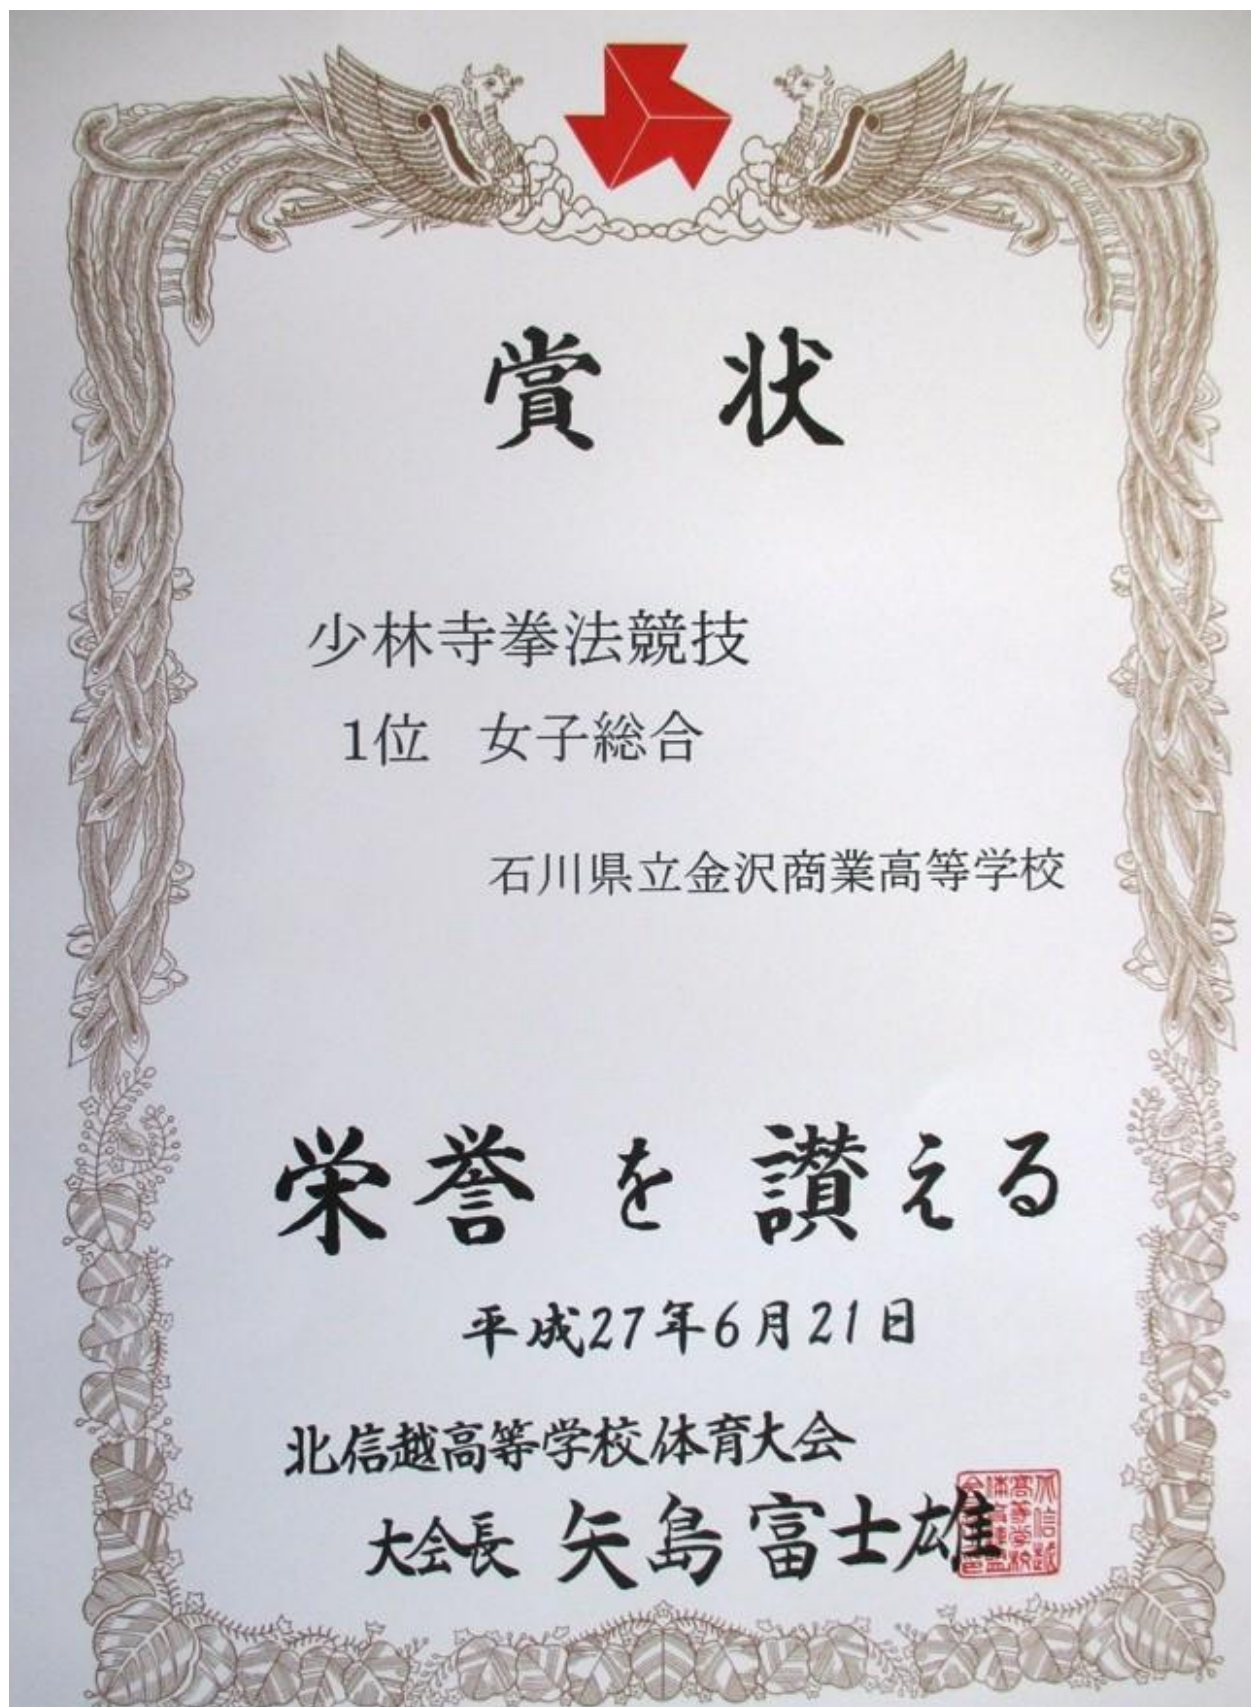 賞状
少林寺拳法競技
1位 女子総合
石川県立金沢商業高等学校
栄誉を讃える
平成27年6月21日
北信越高等学校体育大会
大会長 矢島富士雄